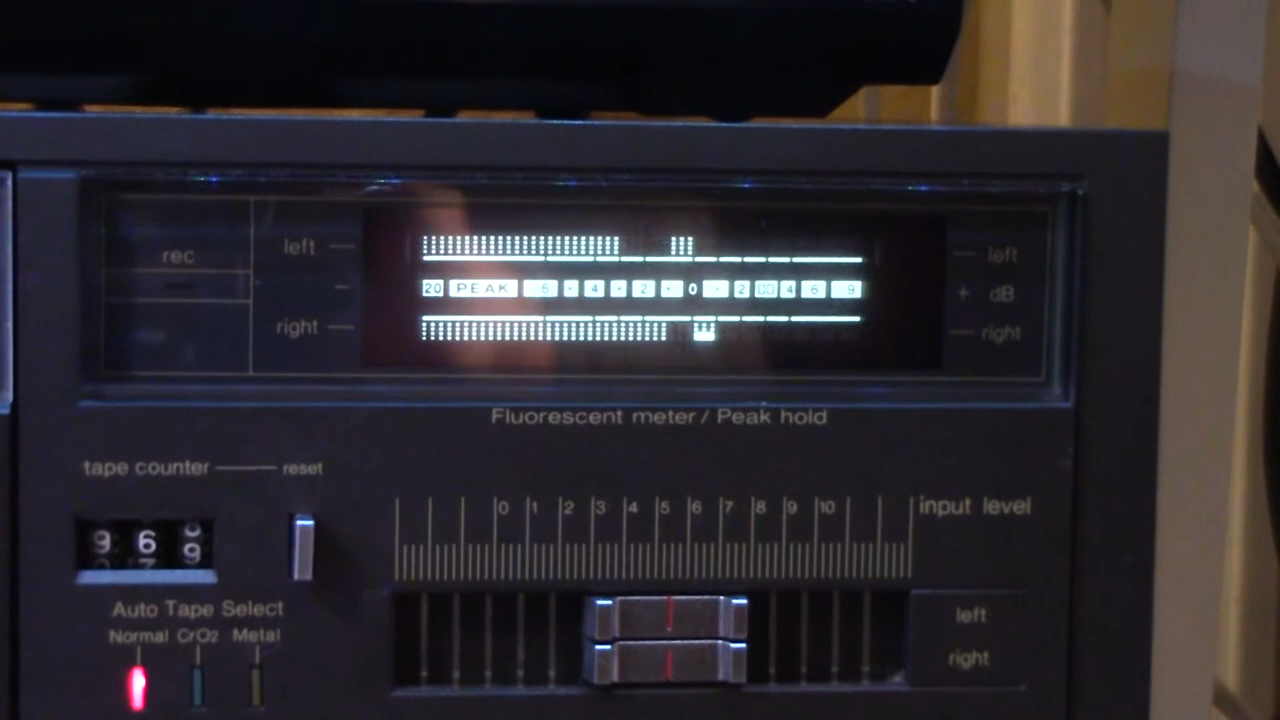 left
rec
left
20 PEAK 6 4 2 0 2 4 6 9
+ dB
right
right
Fluorescent meter / Peak hold
tape counter
reset
0 1 2 3 4 5 6 7 8 9 10
input level
9 6 9
Auto Tape Select
left
Normal CrO2 Metal
right